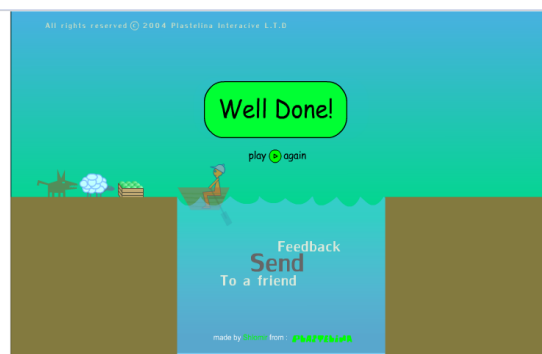 All rights reserved © 2004 Plastelina Interacive L.T.D
Well Done!
play again
Feedback
Send
To a friend
made by from :